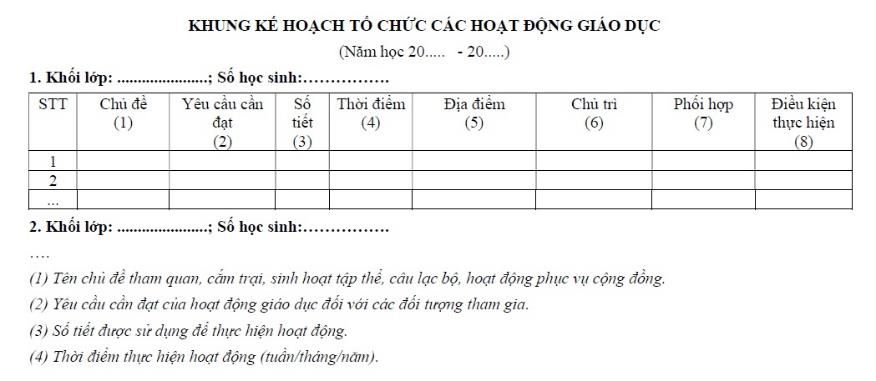 KHUNG KẾ HOẠCH TỔ CHỨC CÁC HOẠT ĐỘNG GIÁO DỤC
(Năm học 20..... - 20.....)
1. Khối lớp: ......................; Số học sinh:................
STT Chủ đề (1) Yêu cầu cần đạt (2) Số tiết (3) Thời điểm (4) Địa điểm (5) Chủ trì (6) Phối hợp (7) Điều kiện thực hiện (8)
1
2
...
2. Khối lớp: ......................; Số học sinh:................
....
(1) Tên chủ đề tham quan, cắm trại, sinh hoạt tập thể, câu lạc bộ, hoạt động phục vụ cộng đồng.
(2) Yêu cầu cần đạt của hoạt động giáo dục đối với các đối tượng tham gia.
(3) Số tiết được sử dụng để thực hiện hoạt động.
(4) Thời điểm thực hiện hoạt động (tuần/tháng/năm).